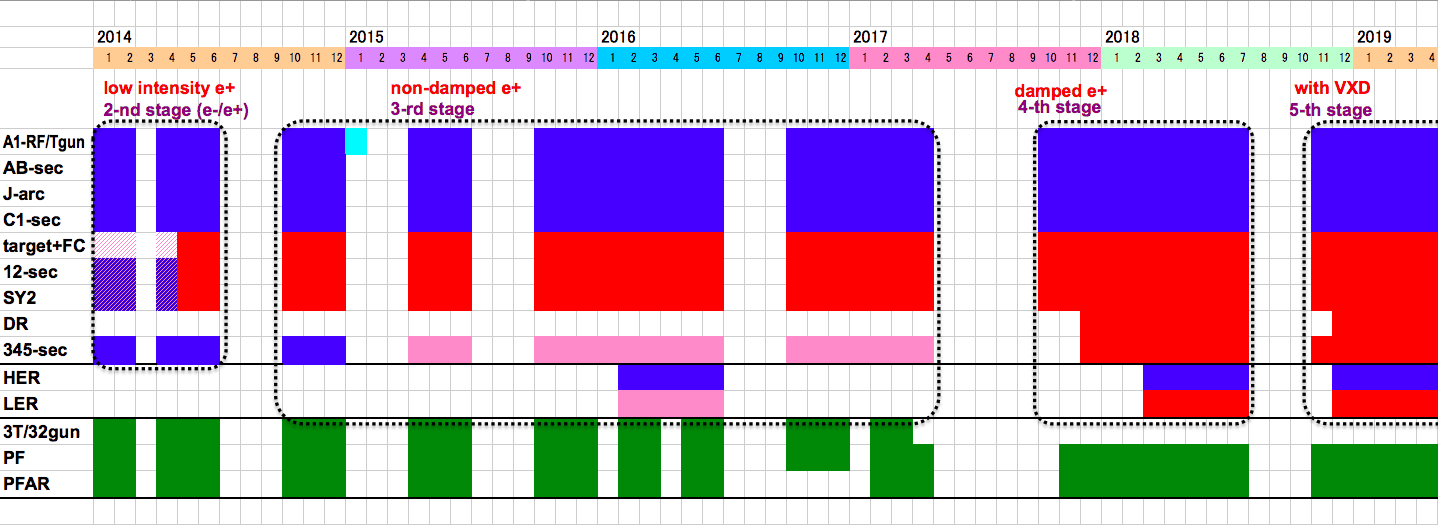 2014 2015 2016 2017 2018 2019
1 2 3 4 5 6 7 8 9 10 11 12 1 2 3 4 5 6 7 8 9 10 11 12 1 2 3 4 5 6 7 8 9 10 11 12 1 2 3 4 5 6 7 8 9 10 11 12 1 2 3 4 5 6 7 8 9 10 11 12 1 2 3 4
low intensity e+ non-damped e+ damped e+ with VXD
2-nd stage (e-/e+) 3-rd stage 4-th stage 5-th stage
A1-RF/Tgun
AB-sec
J-arc
C1-sec
target+FC
12-sec
SY2
DR
345-sec
HER
LER
3T/32gun
PF
PFAR